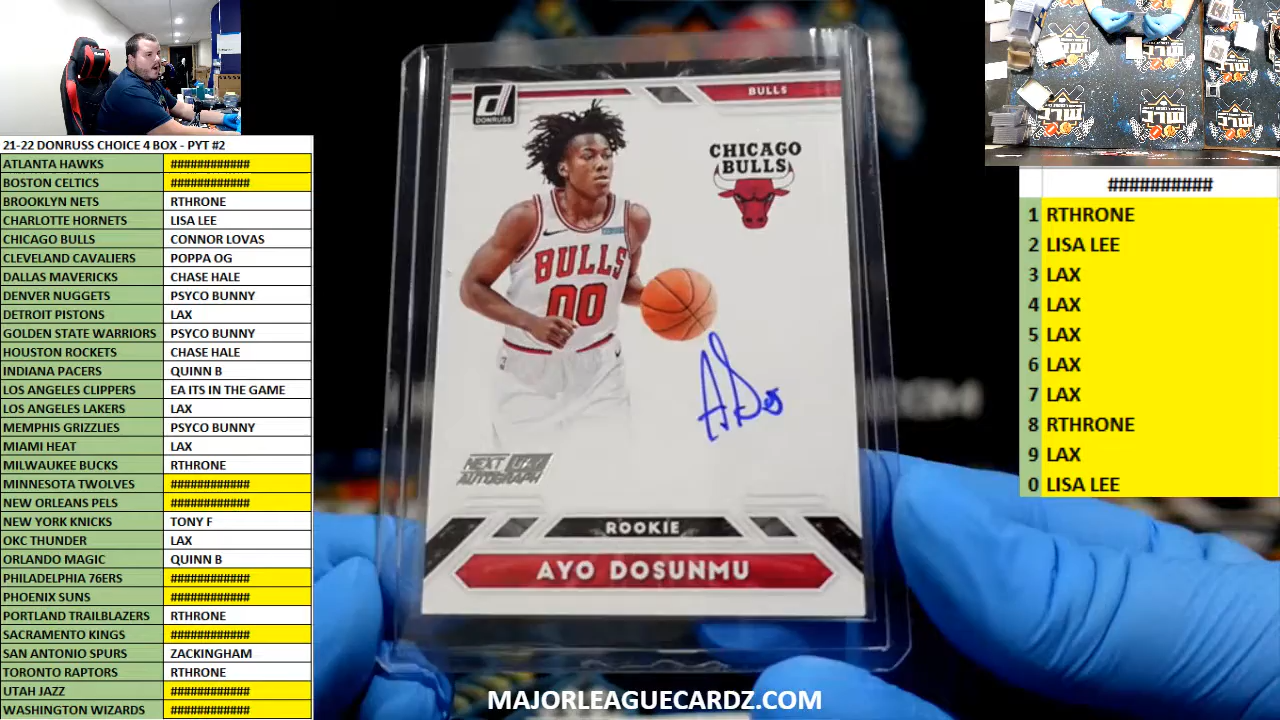 21-22 DONRUSS CHOICE 4 BOX - PYT #2
ATLANTA HAWKS ############
BOSTON CELTICS ############
BROOKLYN NETS RTHRONE
CHARLOTTE HORNETS LISA LEE
CHICAGO BULLS CONNOR LOVAS
CLEVELAND CAVALIERS POPPA OG
DALLAS MAVERICKS CHASE HALE
DENVER NUGGETS PSYCO BUNNY
DETROIT PISTONS LAX
GOLDEN STATE WARRIORS PSYCO BUNNY
HOUSTON ROCKETS CHASE HALE
INDIANA PACERS QUINN B
LOS ANGELES CLIPPERS EA ITS IN THE GAME
LOS ANGELES LAKERS LAX
MEMPHIS GRIZZLIES PSYCO BUNNY
MIAMI HEAT LAX
MILWAUKEE BUCKS RTHRONE
MINNESOTA TWOLVES ############
NEW ORLEANS PELS ############
NEW YORK KNICKS TONY F
OKC THUNDER LAX
ORLANDO MAGIC QUINN B
PHILADELPHIA 76ERS ############
PHOENIX SUNS ############
PORTLAND TRAILBLAZERS RTHRONE
SACRAMENTO KINGS ############
SAN ANTONIO SPURS ZACKINGHAM
TORONTO RAPTORS RTHRONE
UTAH JAZZ ############
WASHINGTON WIZARDS ############
d
DONRUSS
BULLS
CHICAGO
BULLS
BULLS
00
NEXT DAY
AUTOGRAPH
ROOKIE
AYO DOSUNMU
MAJORLEAGUECARDZ.COM
##########
1 RTHRONE
2 LISA LEE
3 LAX
4 LAX
5 LAX
6 LAX
7 LAX
8 RTHRONE
9 LAX
0 LISA LEE